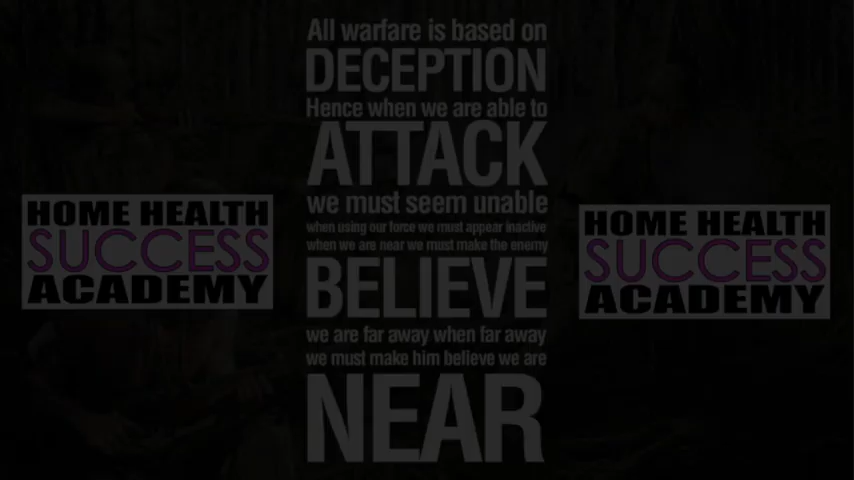 All warfare is based on
DECEPTION
Hence when we are able to
ATTACK
we must seem unable
when using our force we must appear inactive
when we are near we must make the enemy
BELIEVE
we are far away when far away
we must make him believe we are
NEAR
HOME HEALTH
SUCCESS
ACADEMY
HOME HEALTH
SUCCESS
ACADEMY